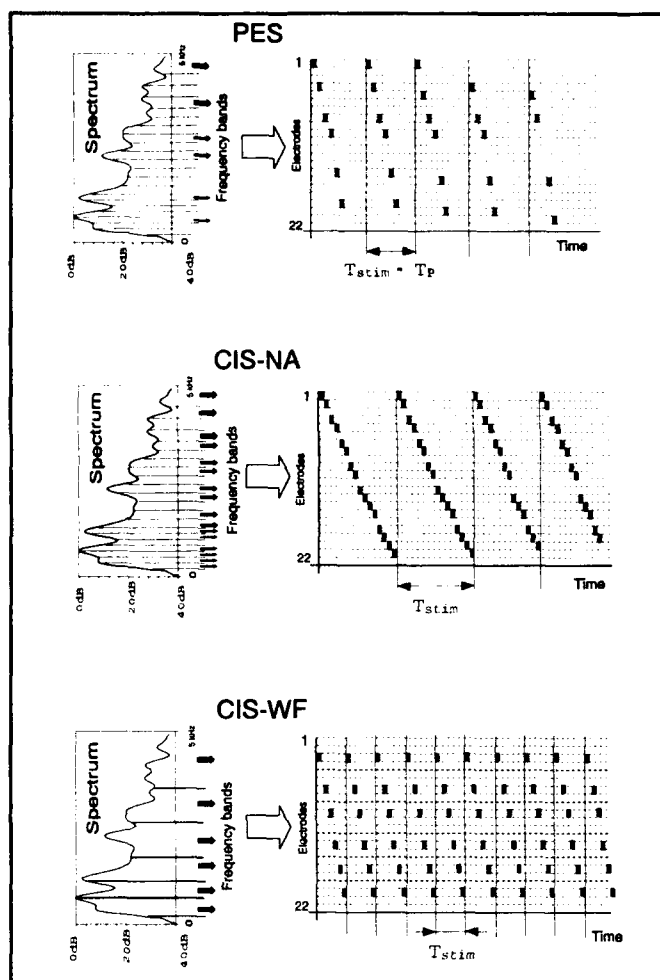 PES
Spectrum
5 kHz
0
Frequency bands
0dB
20dB
40dB
1
Electrodes
22
Time
Tstim - Tp
CIS-NA
Spectrum
5 kHz
0
Frequency bands
0dB
20dB
40dB
1
Electrodes
22
Time
Tstim
CIS-WF
Spectrum
5 kHz
0
Frequency bands
0dB
20dB
40dB
1
Electrodes
22
Time
Tstim